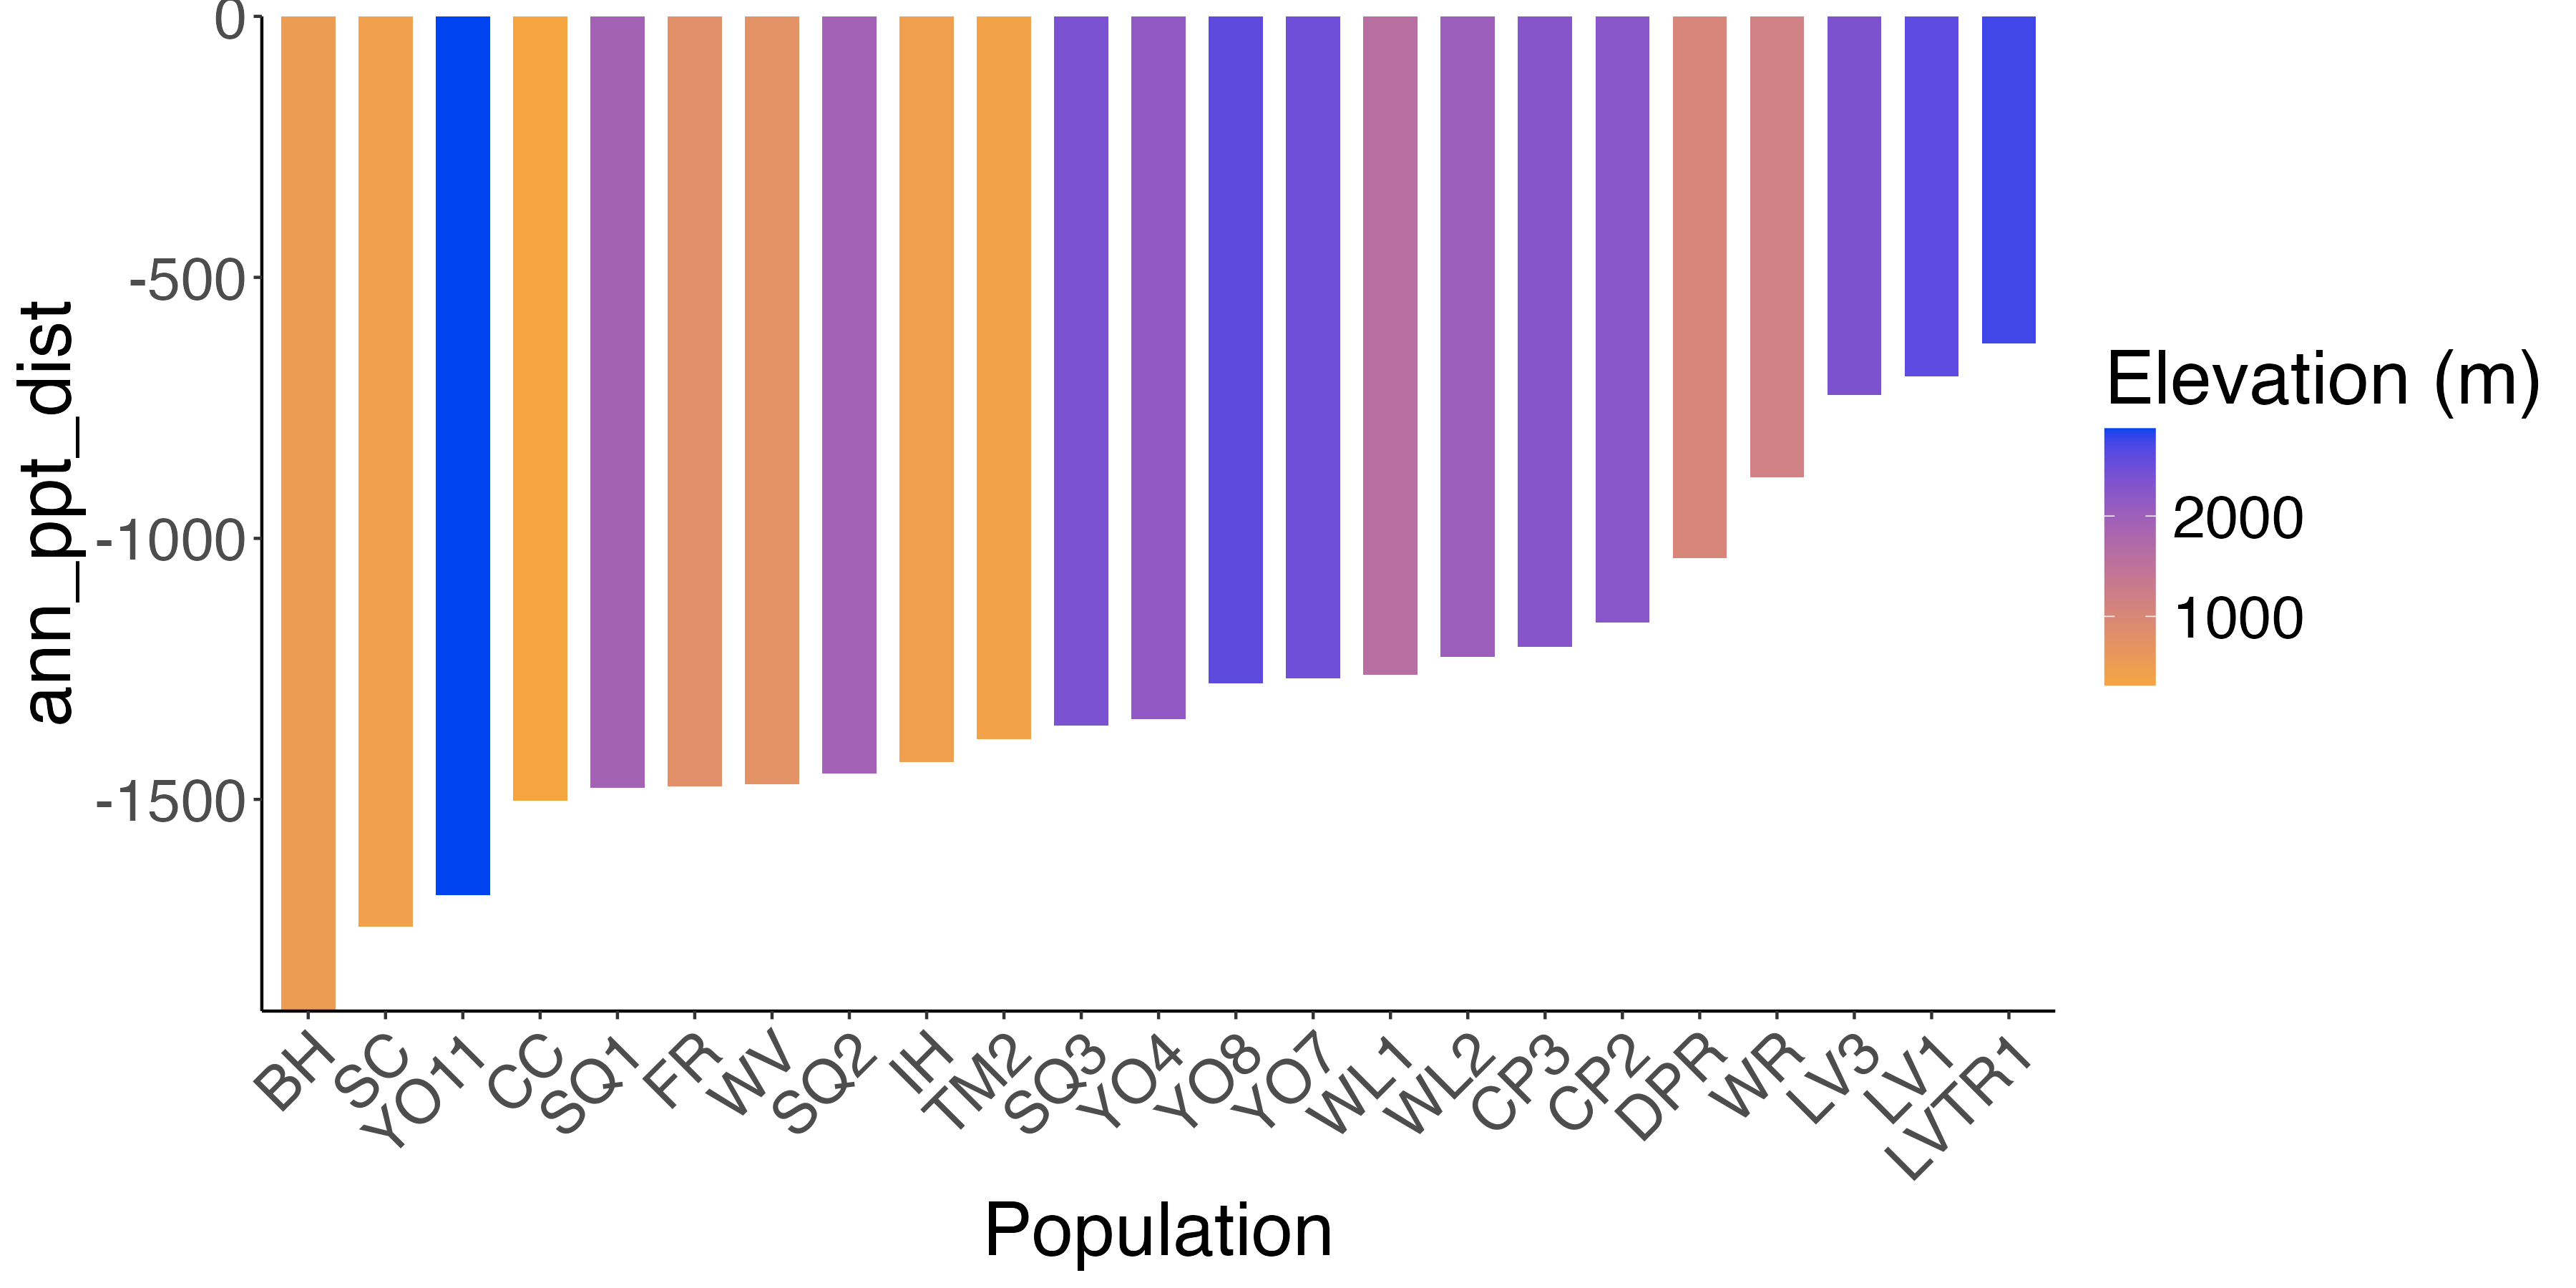 0
-500
-1000
-1500
ann_ppt_dist
BH
SC
YO11
CC
SQ1
FR
WV
SQ2
IH
TM2
SQ3
YO4
YO8
YO7
WL1
WL2
CP3
CP2
DPR
WR
LV3
LV1
LVTR1
Population
Elevation (m)
2000
1000